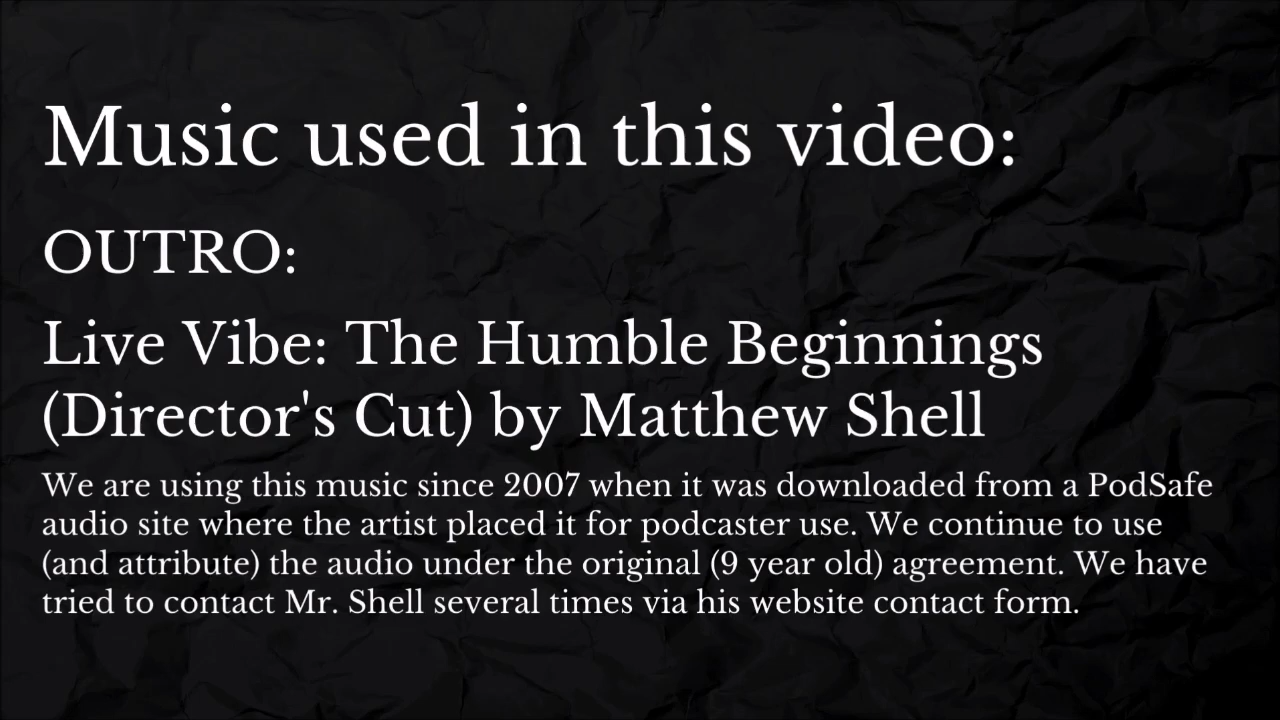 Music used in this video:
OUTRO:
Live Vibe: The Humble Beginnings
(Director's Cut) by Matthew Shell
We are using this music since 2007 when it was downloaded from a PodSafe
audio site where the artist placed it for podcaster use. We continue to use
(and attribute) the audio under the original (9 year old) agreement. We have
tried to contact Mr. Shell several times via his website contact form.